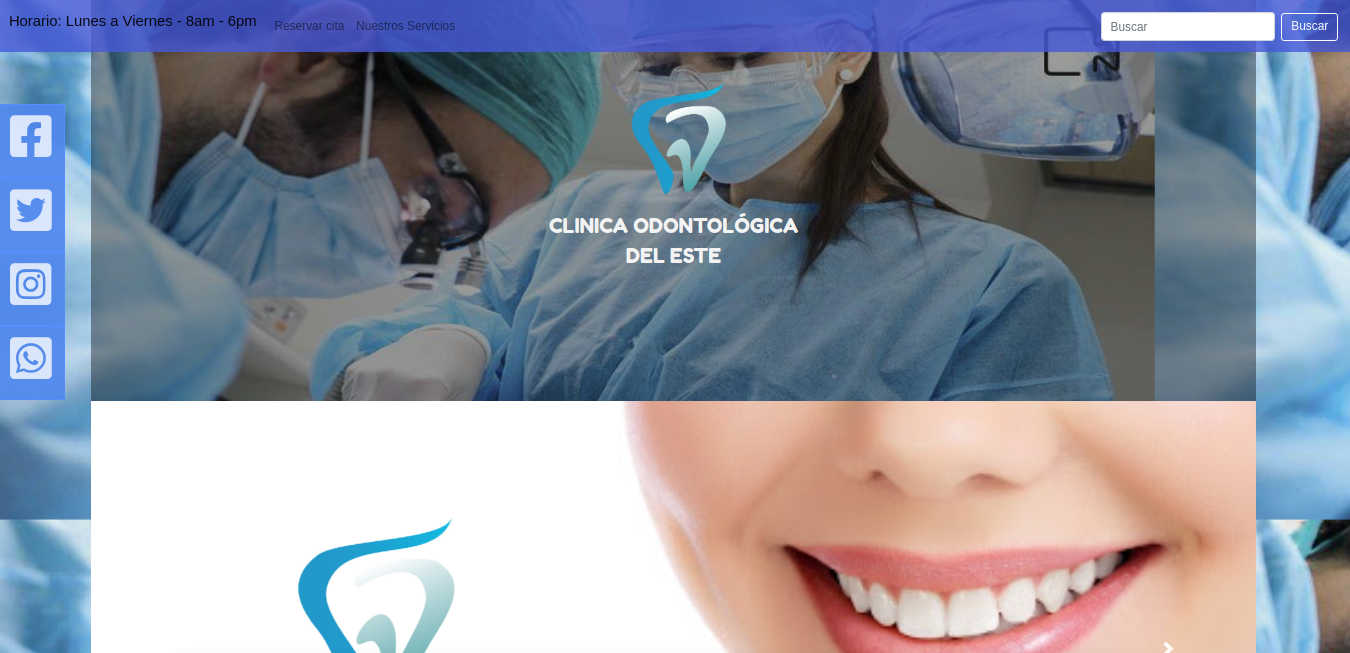 Horario: Lunes a Viernes - 8am - 6pm
Reservar cita
Nuestros Servicios
Buscar
Buscar
CLINICA ODONTOLÓGICA
DEL ESTE